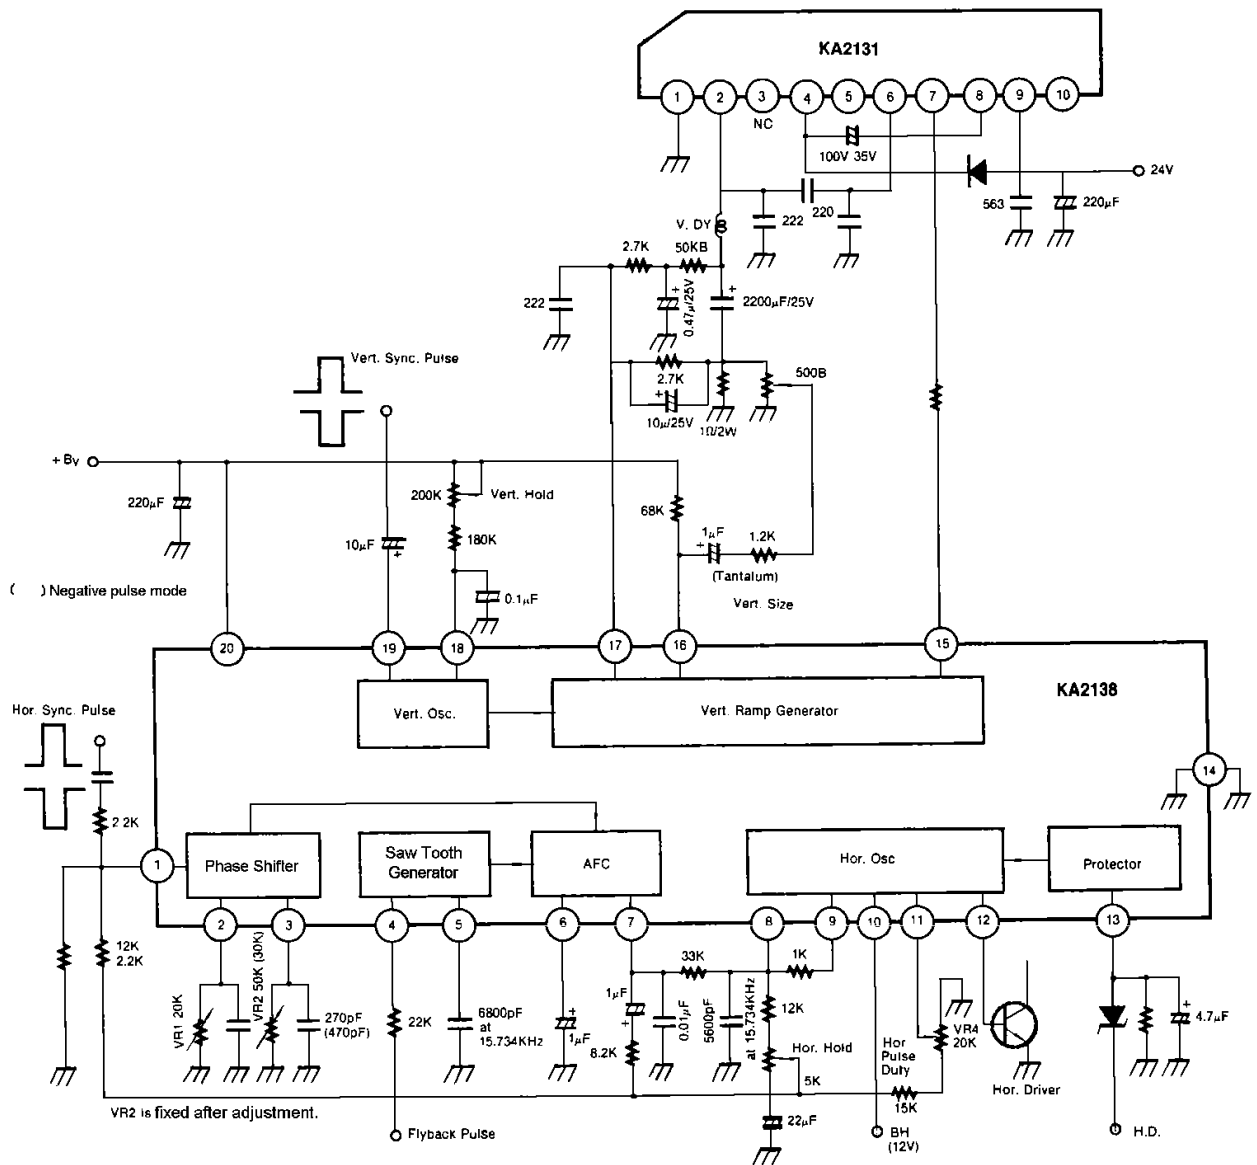 KA2131
1
2
3
4
5
6
7
8
9
10
NC
100V 35V
24V
563
220µF
222
220
V. DY
2.7K
50KB
222
0.47µ/25V
2200µF/25V
Vert. Sync. Pulse
2.7K
10µ/25V
1Ω/2W
500B
+ Bv
220µF
200K
Vert. Hold
68K
10µF
180K
1µF
1.2K
(Tantalum)
( ) Negative pulse mode
0.1µF
Vert. Size
20
19
18
17
16
15
KA2138
Hor. Sync. Pulse
Vert. Osc.
Vert. Ramp Generator
14
2 2K
1
Phase Shifter
Saw Tooth
Generator
AFC
Hor. Osc
Protector
2
3
4
5
6
7
8
9
10
11
12
13
12K
2.2K
VR1 20K
VR2 50K (30K)
270pF
(470pF)
22K
6800pF
at
15.734KHz
1µF
33K
1K
1µF
8.2K
0.01µF
5600pF
at 15.734KHz
12K
Hor. Hold
5K
Hor
Pulse
Duty
VR4
20K
15K
Hor. Driver
4.7µF
VR2 is fixed after adjustment.
Flyback Pulse
22µF
BH
(12V)
H.D.